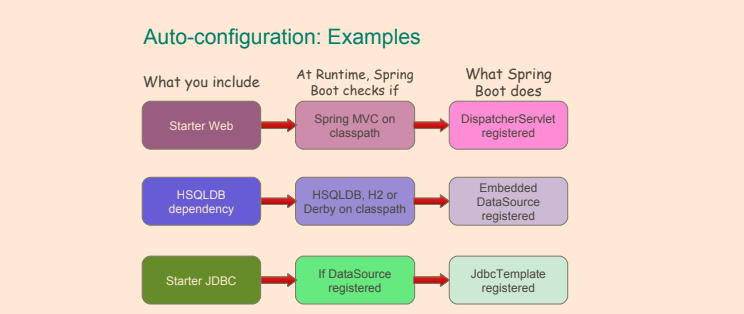 Auto-configuration: Examples
What you include
At Runtime, Spring
Boot checks if
What Spring
Boot does
Starter Web
Spring MVC on
classpath
DispatcherServlet
registered
HSQLDB
dependency
HSQLDB, H2 or
Derby on classpath
Embedded
DataSource
registered
Starter JDBC
If DataSource
registered
JdbcTemplate
registered